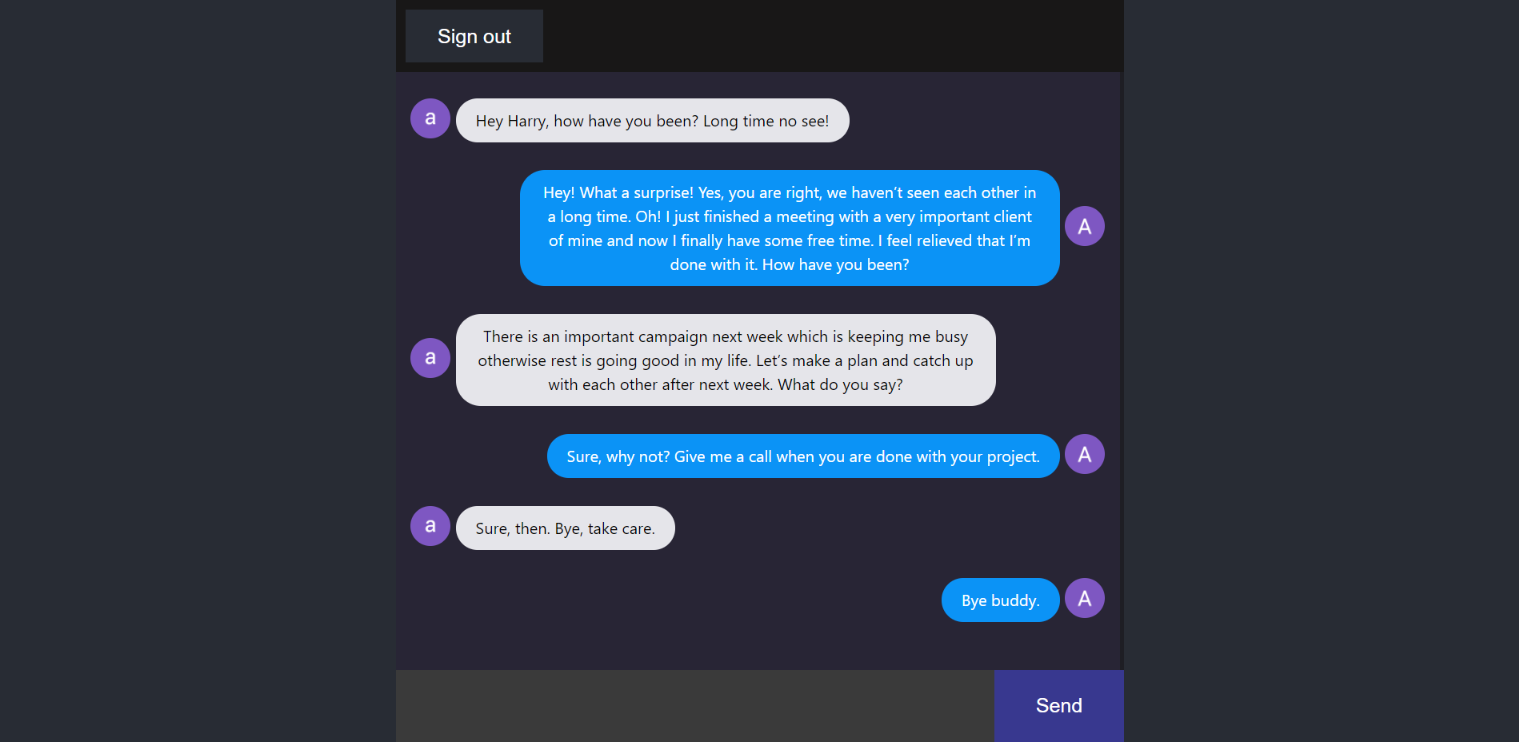 Sign out
a
Hey Harry, how have you been? Long time no see!
Hey! What a surprise! Yes, you are right, we haven’t seen each other in
a long time. Oh! I just finished a meeting with a very important client
of mine and now I finally have some free time. I feel relieved that I’m
done with it. How have you been?
A
a
There is an important campaign next week which is keeping me busy
otherwise rest is going good in my life. Let’s make a plan and catch up
with each other after next week. What do you say?
Sure, why not? Give me a call when you are done with your project.
A
a
Sure, then. Bye, take care.
Bye buddy.
A
Send